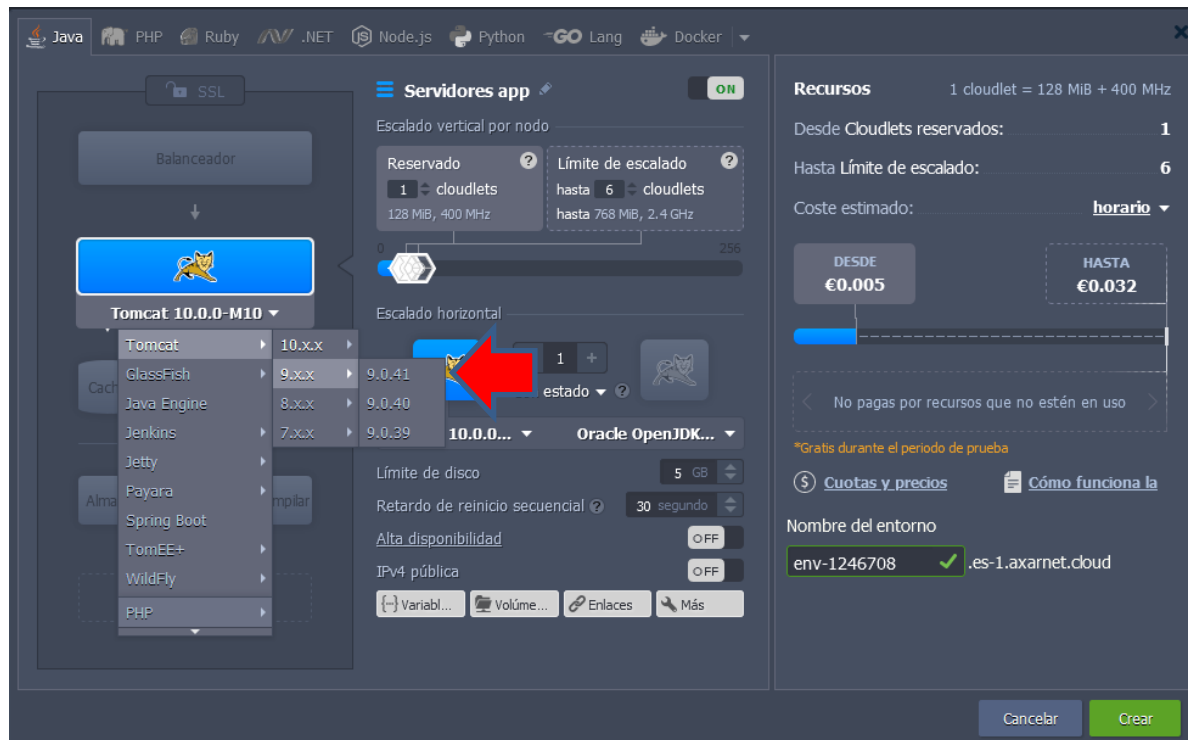 Java PHP Ruby .NET Node.js Python GO Lang Docker
SSL
Balanceador
Tomcat 10.0.0-M10
Tomcat 10.x.x
GlassFish 9.x.x 9.0.41
Java Engine 8.x.x 9.0.40
Jenkins 7.x.x 9.0.39
Jetty
Payara
Spring Boot
TomEE+
WildFly
PHP
Servidores app ON
Escalado vertical por nodo
Reservado ? Límite de escalado ?
1 cloudlets hasta 6 cloudlets
128 MiB, 400 MHz hasta 768 MiB, 2.4 GHz
0 256
Escalado horizontal
1 +
estado ?
10.0.0... Oracle OpenJDK...
Límite de disco 5 GB
Retardo de reinicio secuencial ? 30 segundo
Alta disponibilidad OFF
IPv4 pública OFF
Variabl... Volúme... Enlaces Más
Recursos 1 cloudlet = 128 MiB + 400 MHz
Desde Cloudlets reservados: 1
Hasta Límite de escalado: 6
Coste estimado: horario
DESDE HASTA
€0.005 €0.032
No pagas por recursos que no estén en uso
*Gratis durante el periodo de prueba
$ Cuotas y precios Cómo funciona la
Nombre del entorno
env-1246708 .es-1.axarnet.cloud
Cancelar Crear